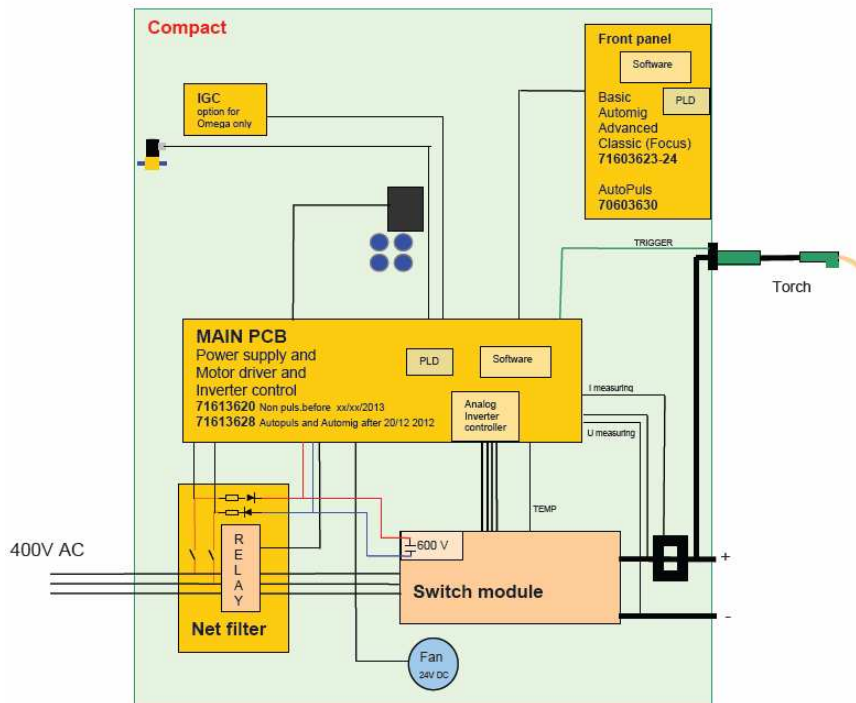 Compact
Front panel
Software
PLD
Basic
Automig
Advanced
Classic (Focus)
71603623-24
AutoPuls
70603630
IGC
option for
Omega only
TRIGGER
Torch
MAIN PCB
Power supply and
Motor driver and
Inverter control
71613620 Non puls.before xx/xx/2013
71613628 Autopuls and Automig after 20/12 2012
PLD
Software
Analog
Inverter
controller
I measuring
U measuring
TEMP
400V AC
R
E
L
A
Y
Net filter
600 V
Switch module
+
-
Fan
24V DC